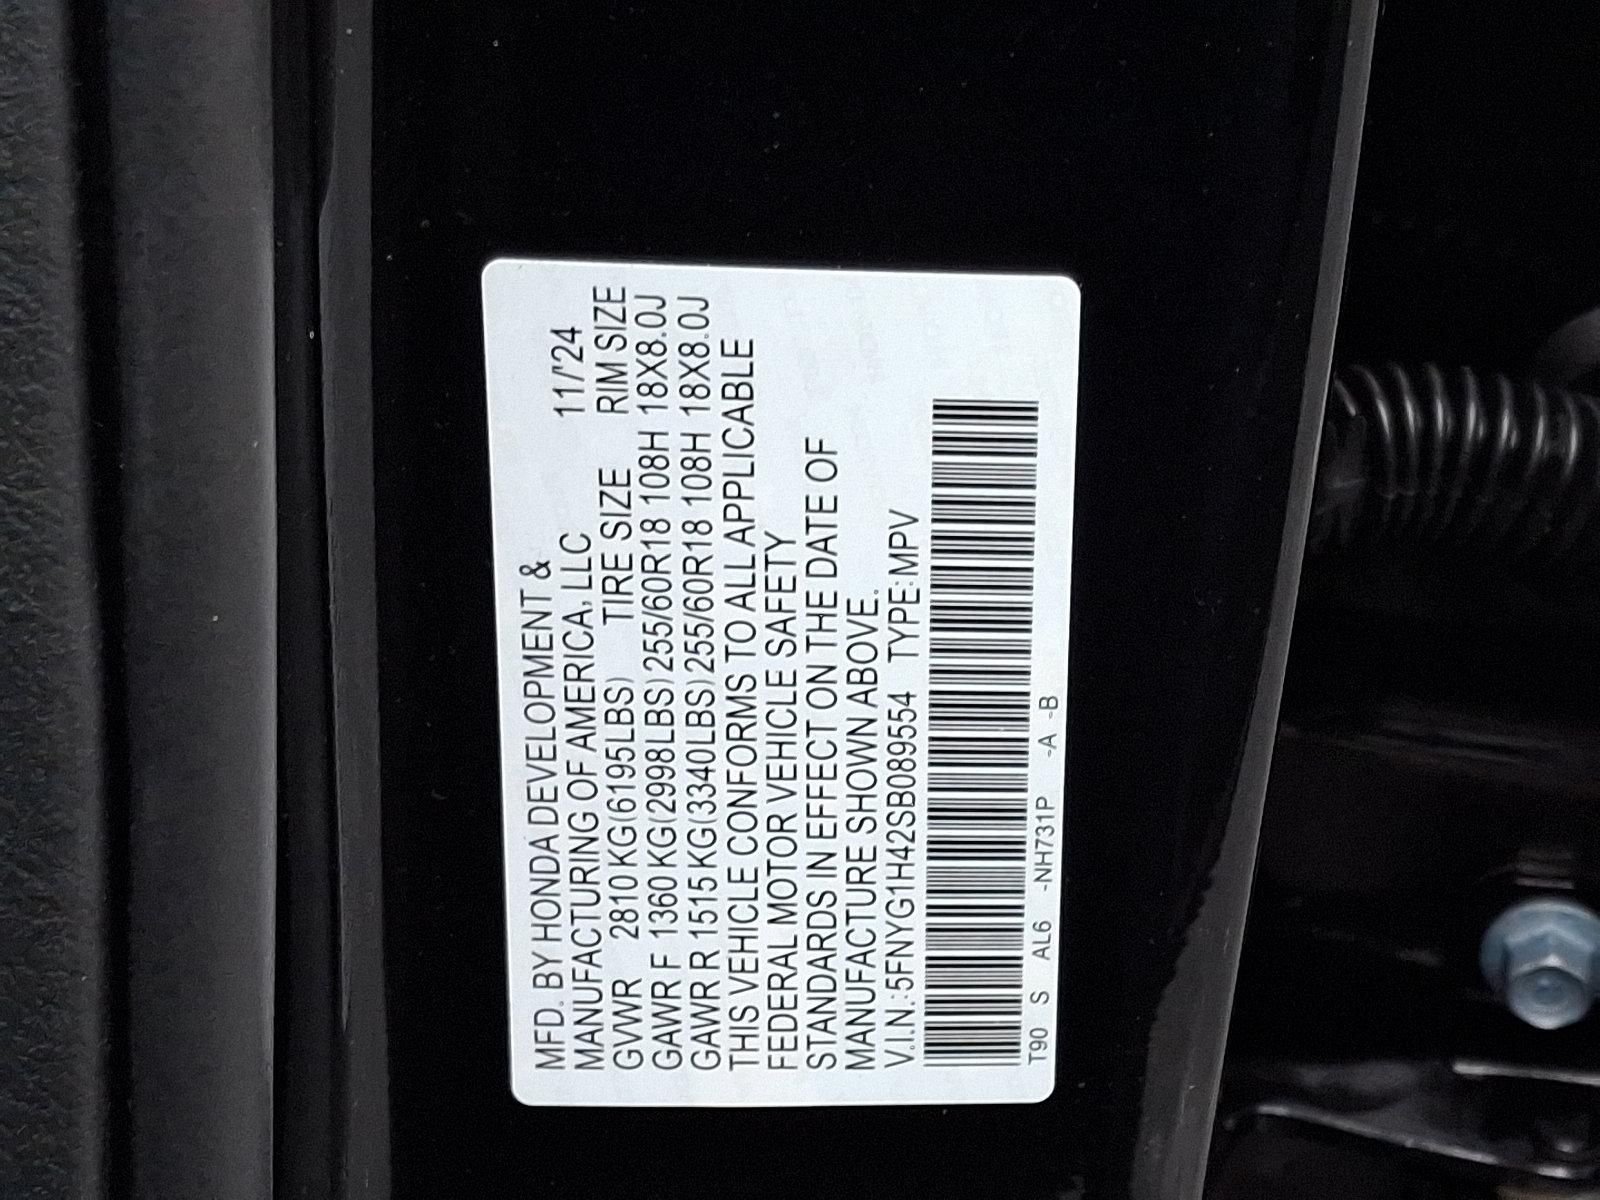 MFD. BY HONDA DEVELOPMENT &
MANUFACTURING OF AMERICA, LLC 11/'24
GVWR 2810 KG(6195LBS) TIRE SIZE RIM SIZE
GAWR F 1360 KG(2998LBS) 255/60R18 108H 18X8.0J
GAWR R 1515 KG(3340LBS) 255/60R18 108H 18X8.0J
THIS VEHICLE CONFORMS TO ALL APPLICABLE
FEDERAL MOTOR VEHICLE SAFETY
STANDARDS IN EFFECT ON THE DATE OF
MANUFACTURE SHOWN ABOVE.
V.I.N.:5FNYG1H42SB089554 TYPE:MPV
T90 S AL6 -NH731P -A -B